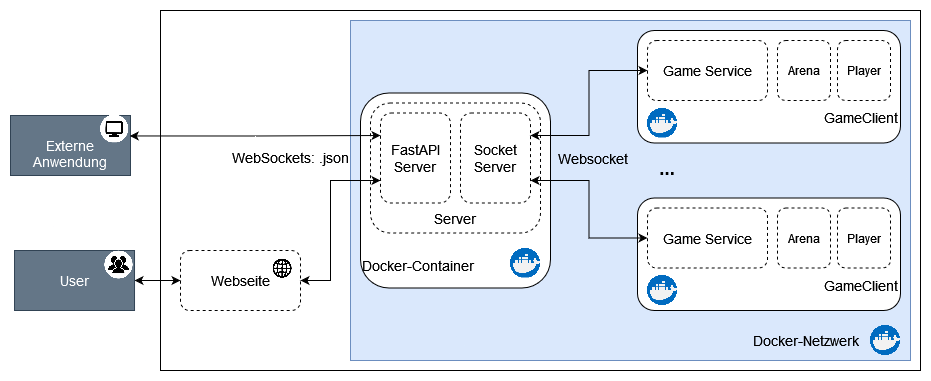 Externe
Anwendung
User
Webseite
WebSockets: .json
FastAPI
Server
Socket
Server
Server
Docker-Container
Websocket
Game Service
Arena
Player
GameClient
...
Game Service
Arena
Player
GameClient
Docker-Netzwerk